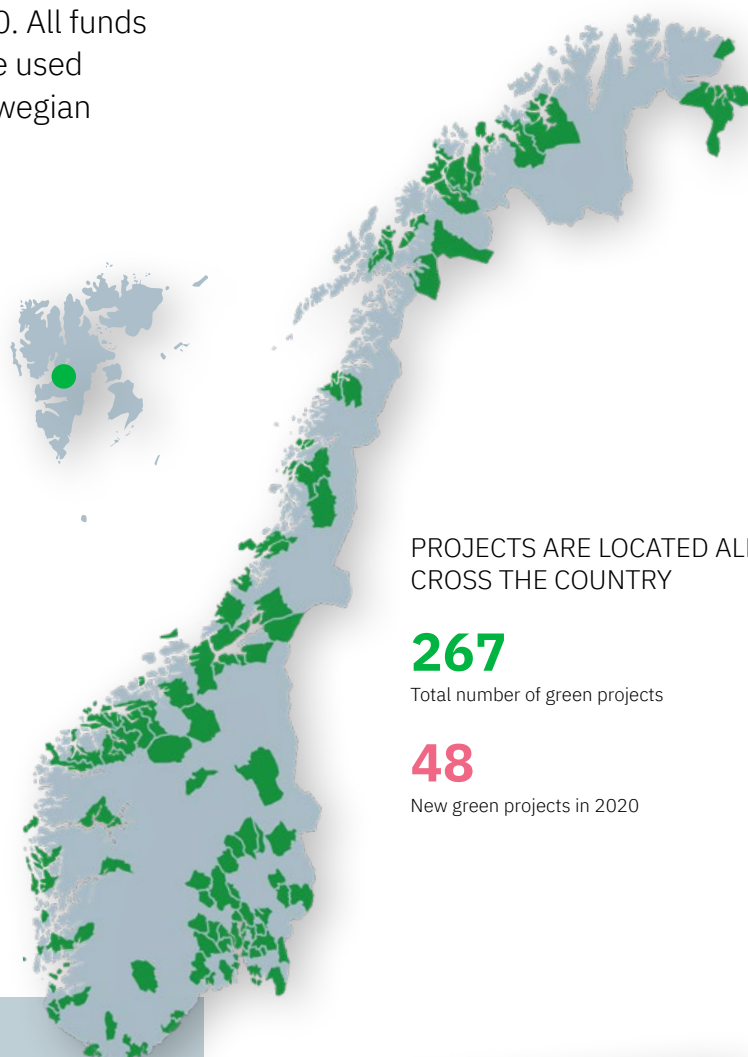 0. All funds
e used
wegian
PROJECTS ARE LOCATED ALL
CROSS THE COUNTRY
267
Total number of green projects
48
New green projects in 2020